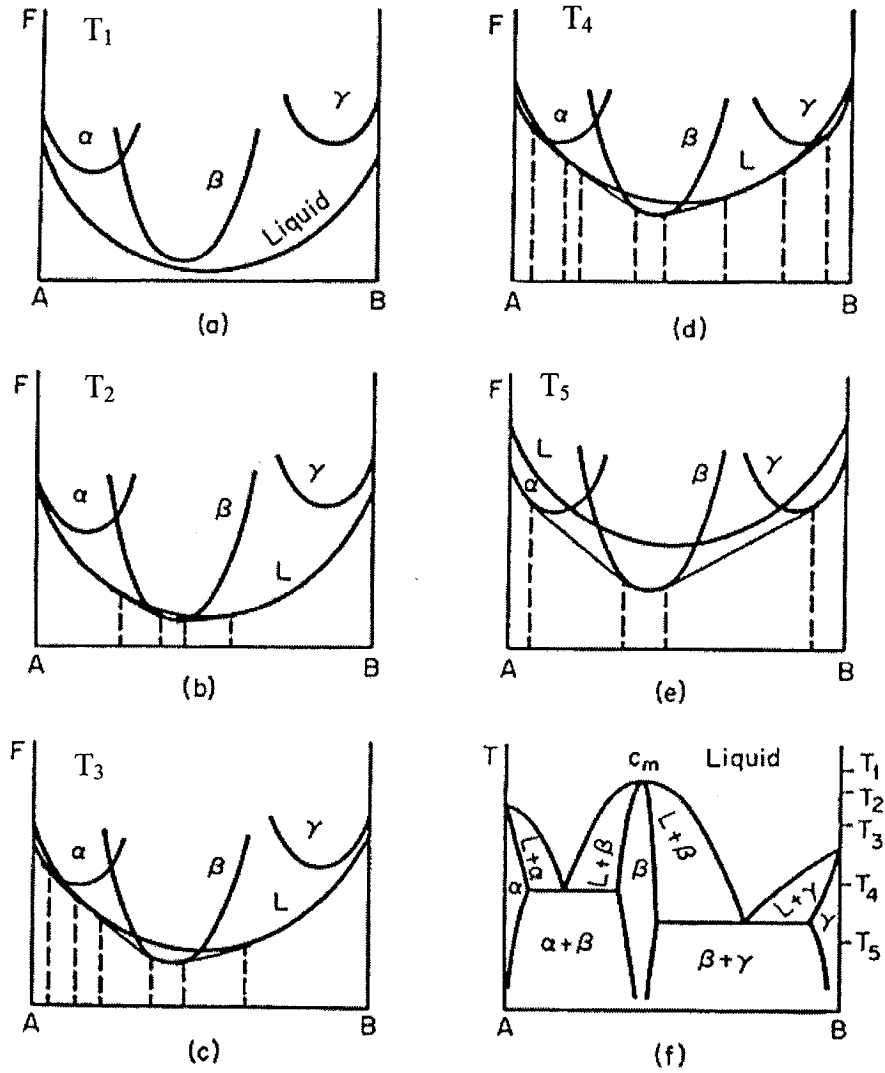 F T₁
α
β
γ
Liquid
A B
(a)
F T₂
α
β
γ
L
A B
(b)
F T₃
α
β
γ
L
A B
(c)
F T₄
α
β
γ
L
A B
(d)
F T₅
L
α
β
γ
A B
(e)
T cₘ Liquid
T₁
T₂
T₃
T₄
T₅
α
L+α
L+β
β
L+β
L+γ
γ
α+β
β+γ
A B
(f)